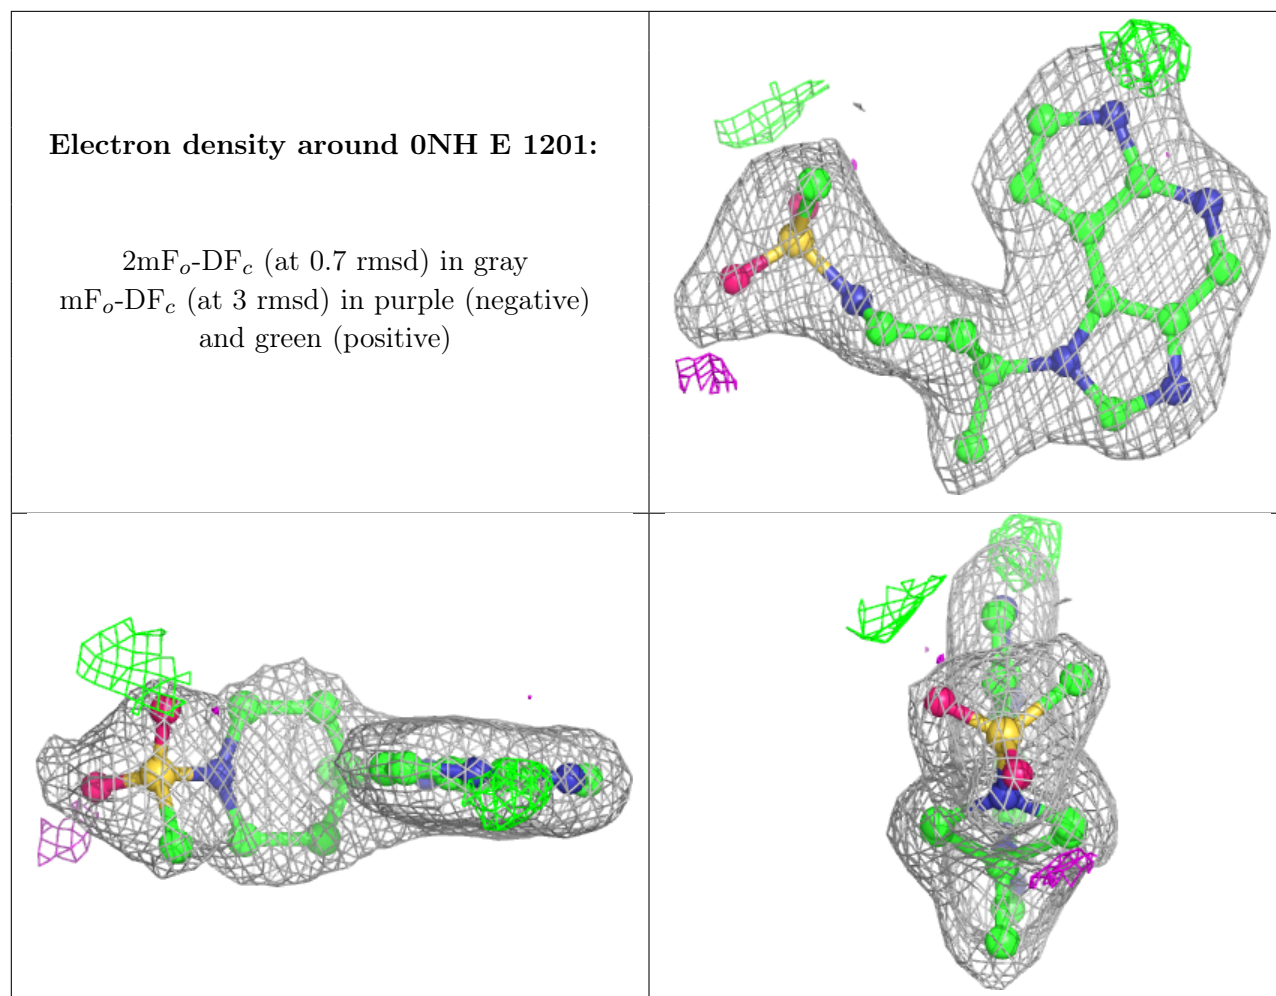 Electron density around 0NH E 1201:
2mFo-DFc (at 0.7 rmsd) in gray
mFo-DFc (at 3 rmsd) in purple (negative)
and green (positive)